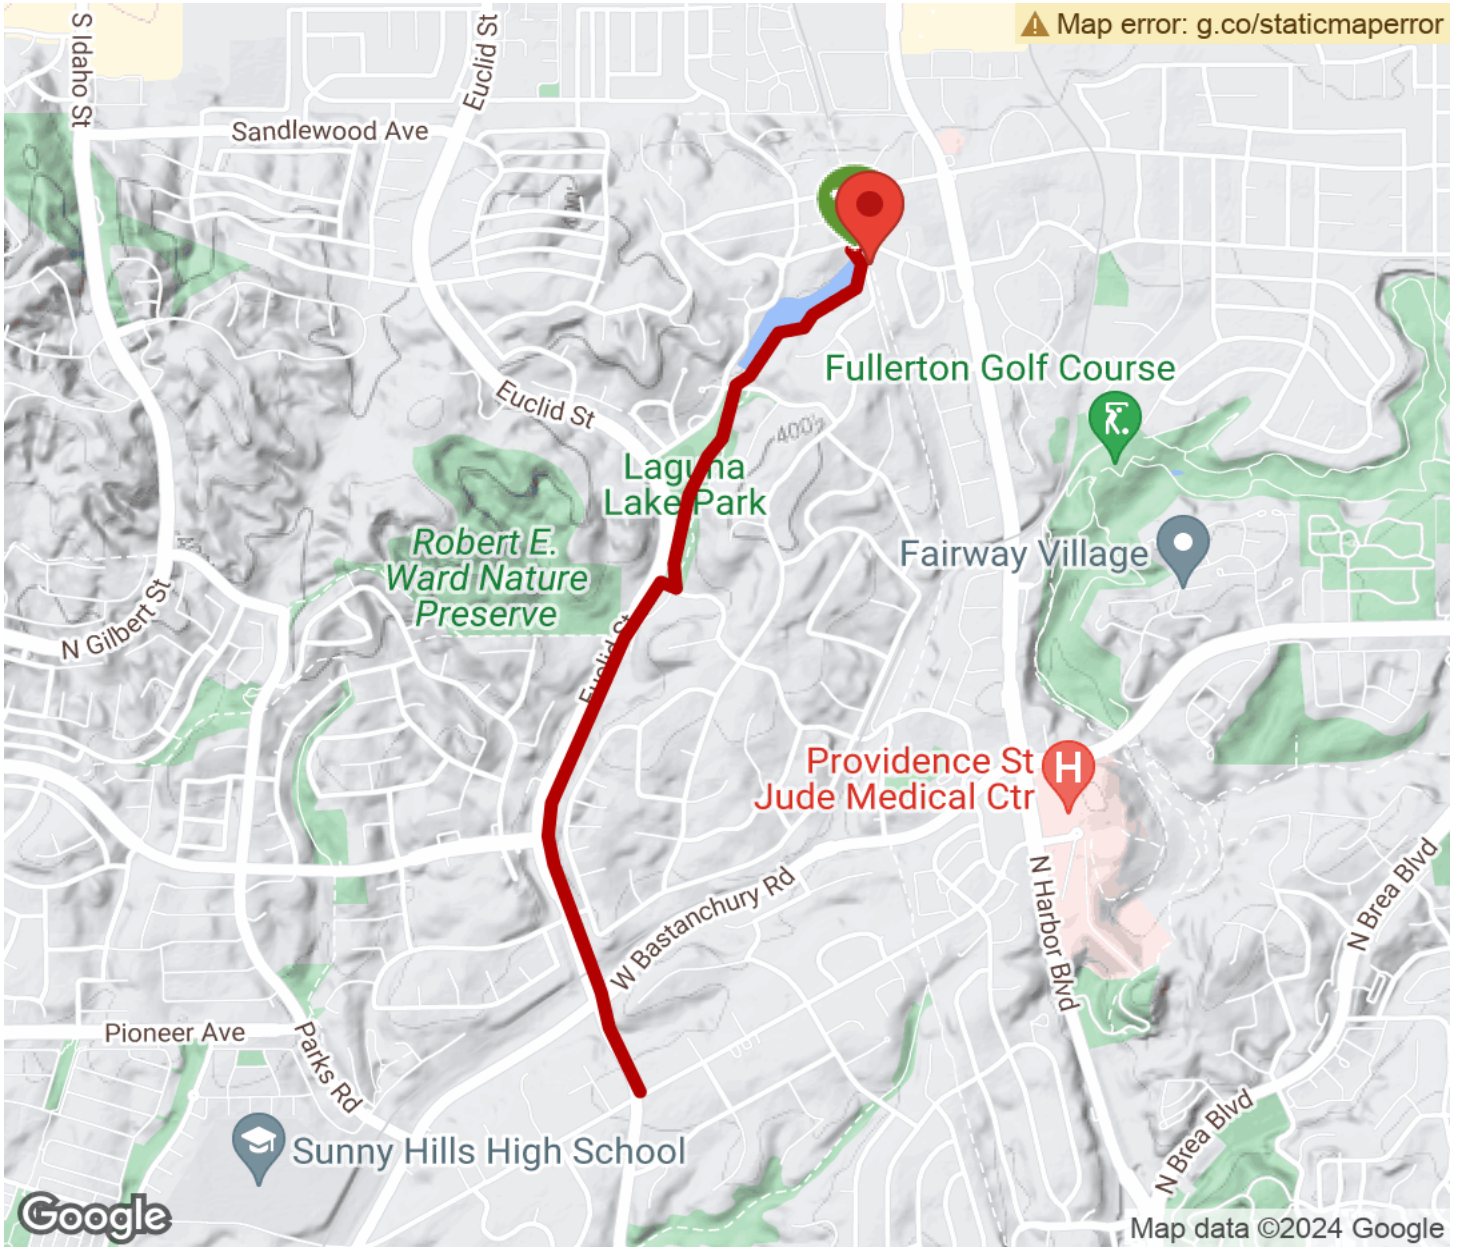 Map error: g.co/staticmaperror
S Idaho St
Euclid St
Sandlewood Ave
Fullerton Golf Course
Euclid St
400
Laguna
Lake Park
Robert E.
Ward Nature
Preserve
Fairway Village
N Gilbert St
Euclid St
Providence St
Jude Medical Ctr
H
W Bastanchury Rd
N Harbor Blvd
N Brea Blvd
Pioneer Ave
Parks Rd
N Brea Blvd
Sunny Hills High School
Google
Map data ©2024 Google